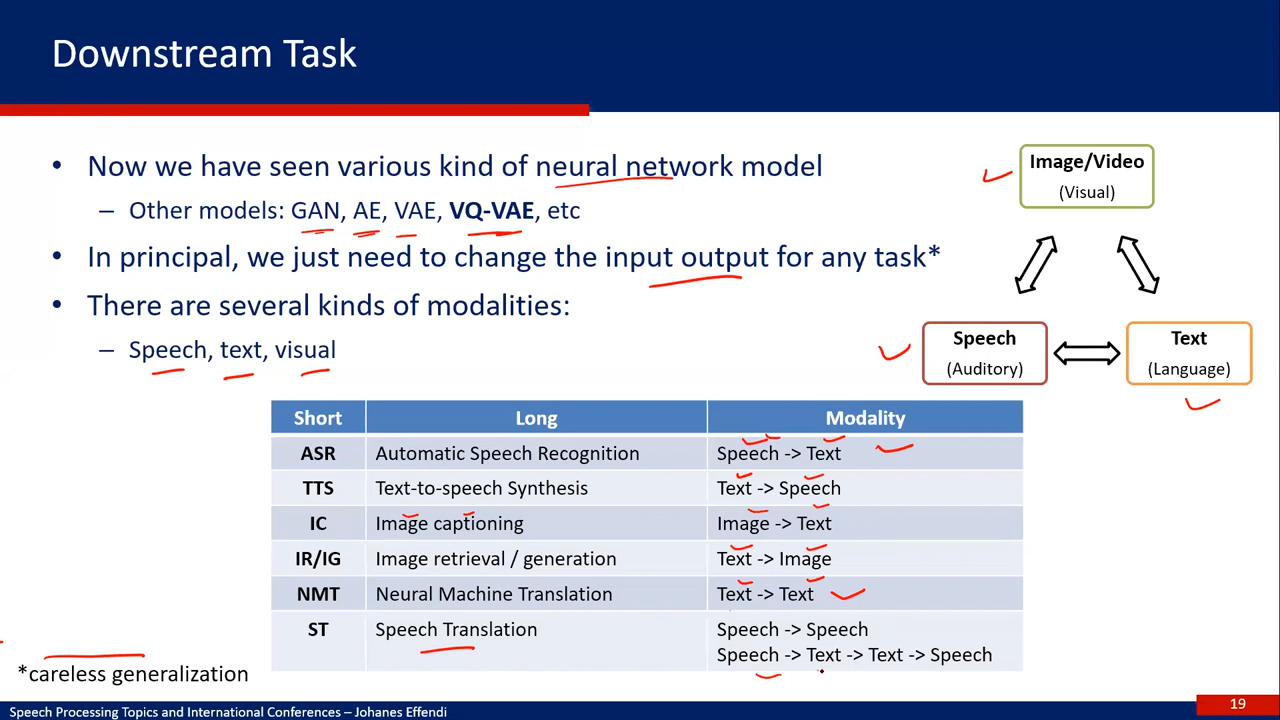 Downstream Task
• Now we have seen various kind of neural network model
– Other models: GAN, AE, VAE, VQ-VAE, etc
• In principal, we just need to change the input output for any task*
• There are several kinds of modalities:
– Speech, text, visual
Image/Video
(Visual)
Speech
(Auditory)
Text
(Language)
Short Long Modality
ASR Automatic Speech Recognition Speech -> Text
TTS Text-to-speech Synthesis Text -> Speech
IC Image captioning Image -> Text
IR/IG Image retrieval / generation Text -> Image
NMT Neural Machine Translation Text -> Text
ST Speech Translation Speech -> Speech
Speech -> Text -> Text -> Speech
*careless generalization
Speech Processing Topics and International Conferences – Johanes Effendi
19